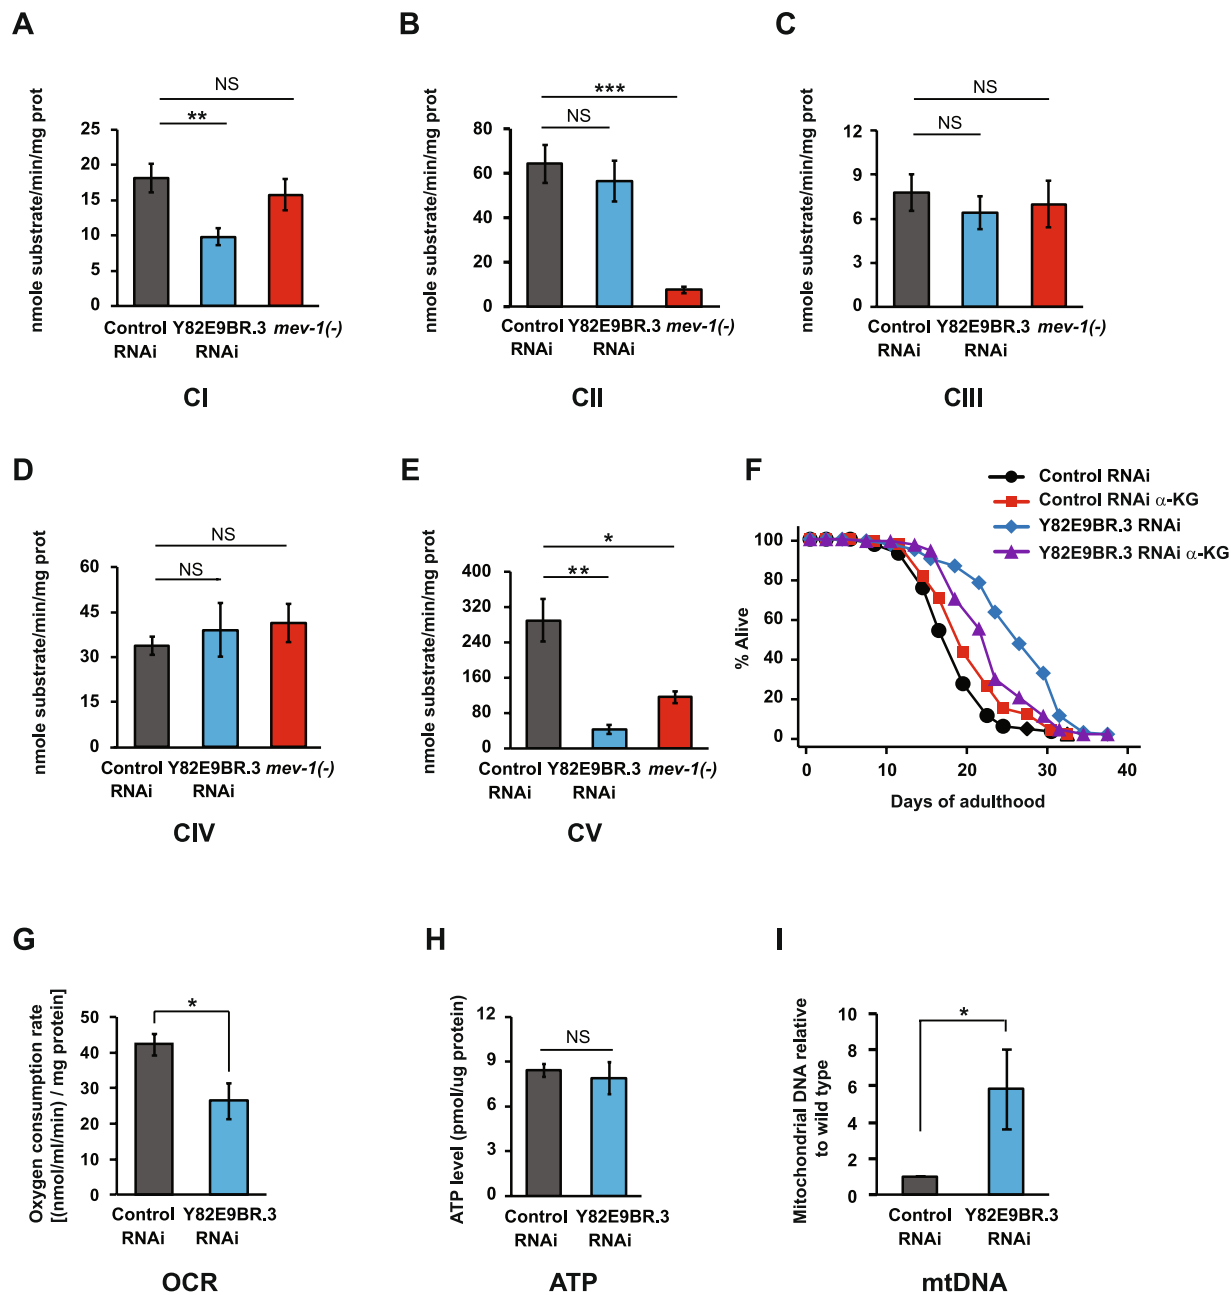 A
nmole substrate/min/mg prot
NS
**
25
20
15
10
5
0
Control Y82E9BR.3 mev-1(-)
RNAi RNAi
CI
B
nmole substrate/min/mg prot
***
NS
80
60
40
20
0
Control Y82E9BR.3 mev-1(-)
RNAi RNAi
CII
C
nmole substrate/min/mg prot
NS
NS
12
9
6
3
0
Control Y82E9BR.3 mev-1(-)
RNAi RNAi
CIII
D
nmole substrate/min/mg prot
NS
NS
60
45
30
15
0
Control Y82E9BR.3 mev-1(-)
RNAi RNAi
CIV
E
nmole substrate/min/mg prot
*
**
400
320
240
160
80
0
Control Y82E9BR.3 mev-1(-)
RNAi RNAi
CV
F
Control RNAi
Control RNAi α-KG
Y82E9BR.3 RNAi
Y82E9BR.3 RNAi α-KG
% Alive
100
80
60
40
20
0
0 10 20 30 40
Days of adulthood
G
Oxygen consumption rate
[(nmol/ml/min) / mg protein]
*
50
40
30
20
10
0
Control Y82E9BR.3
RNAi RNAi
OCR
H
ATP level (pmol/ug protein)
NS
12
9
6
3
0
Control Y82E9BR.3
RNAi RNAi
ATP
I
Mitochondrial DNA relative
to wild type
*
10
8
6
4
2
0
Control Y82E9BR.3
RNAi RNAi
mtDNA